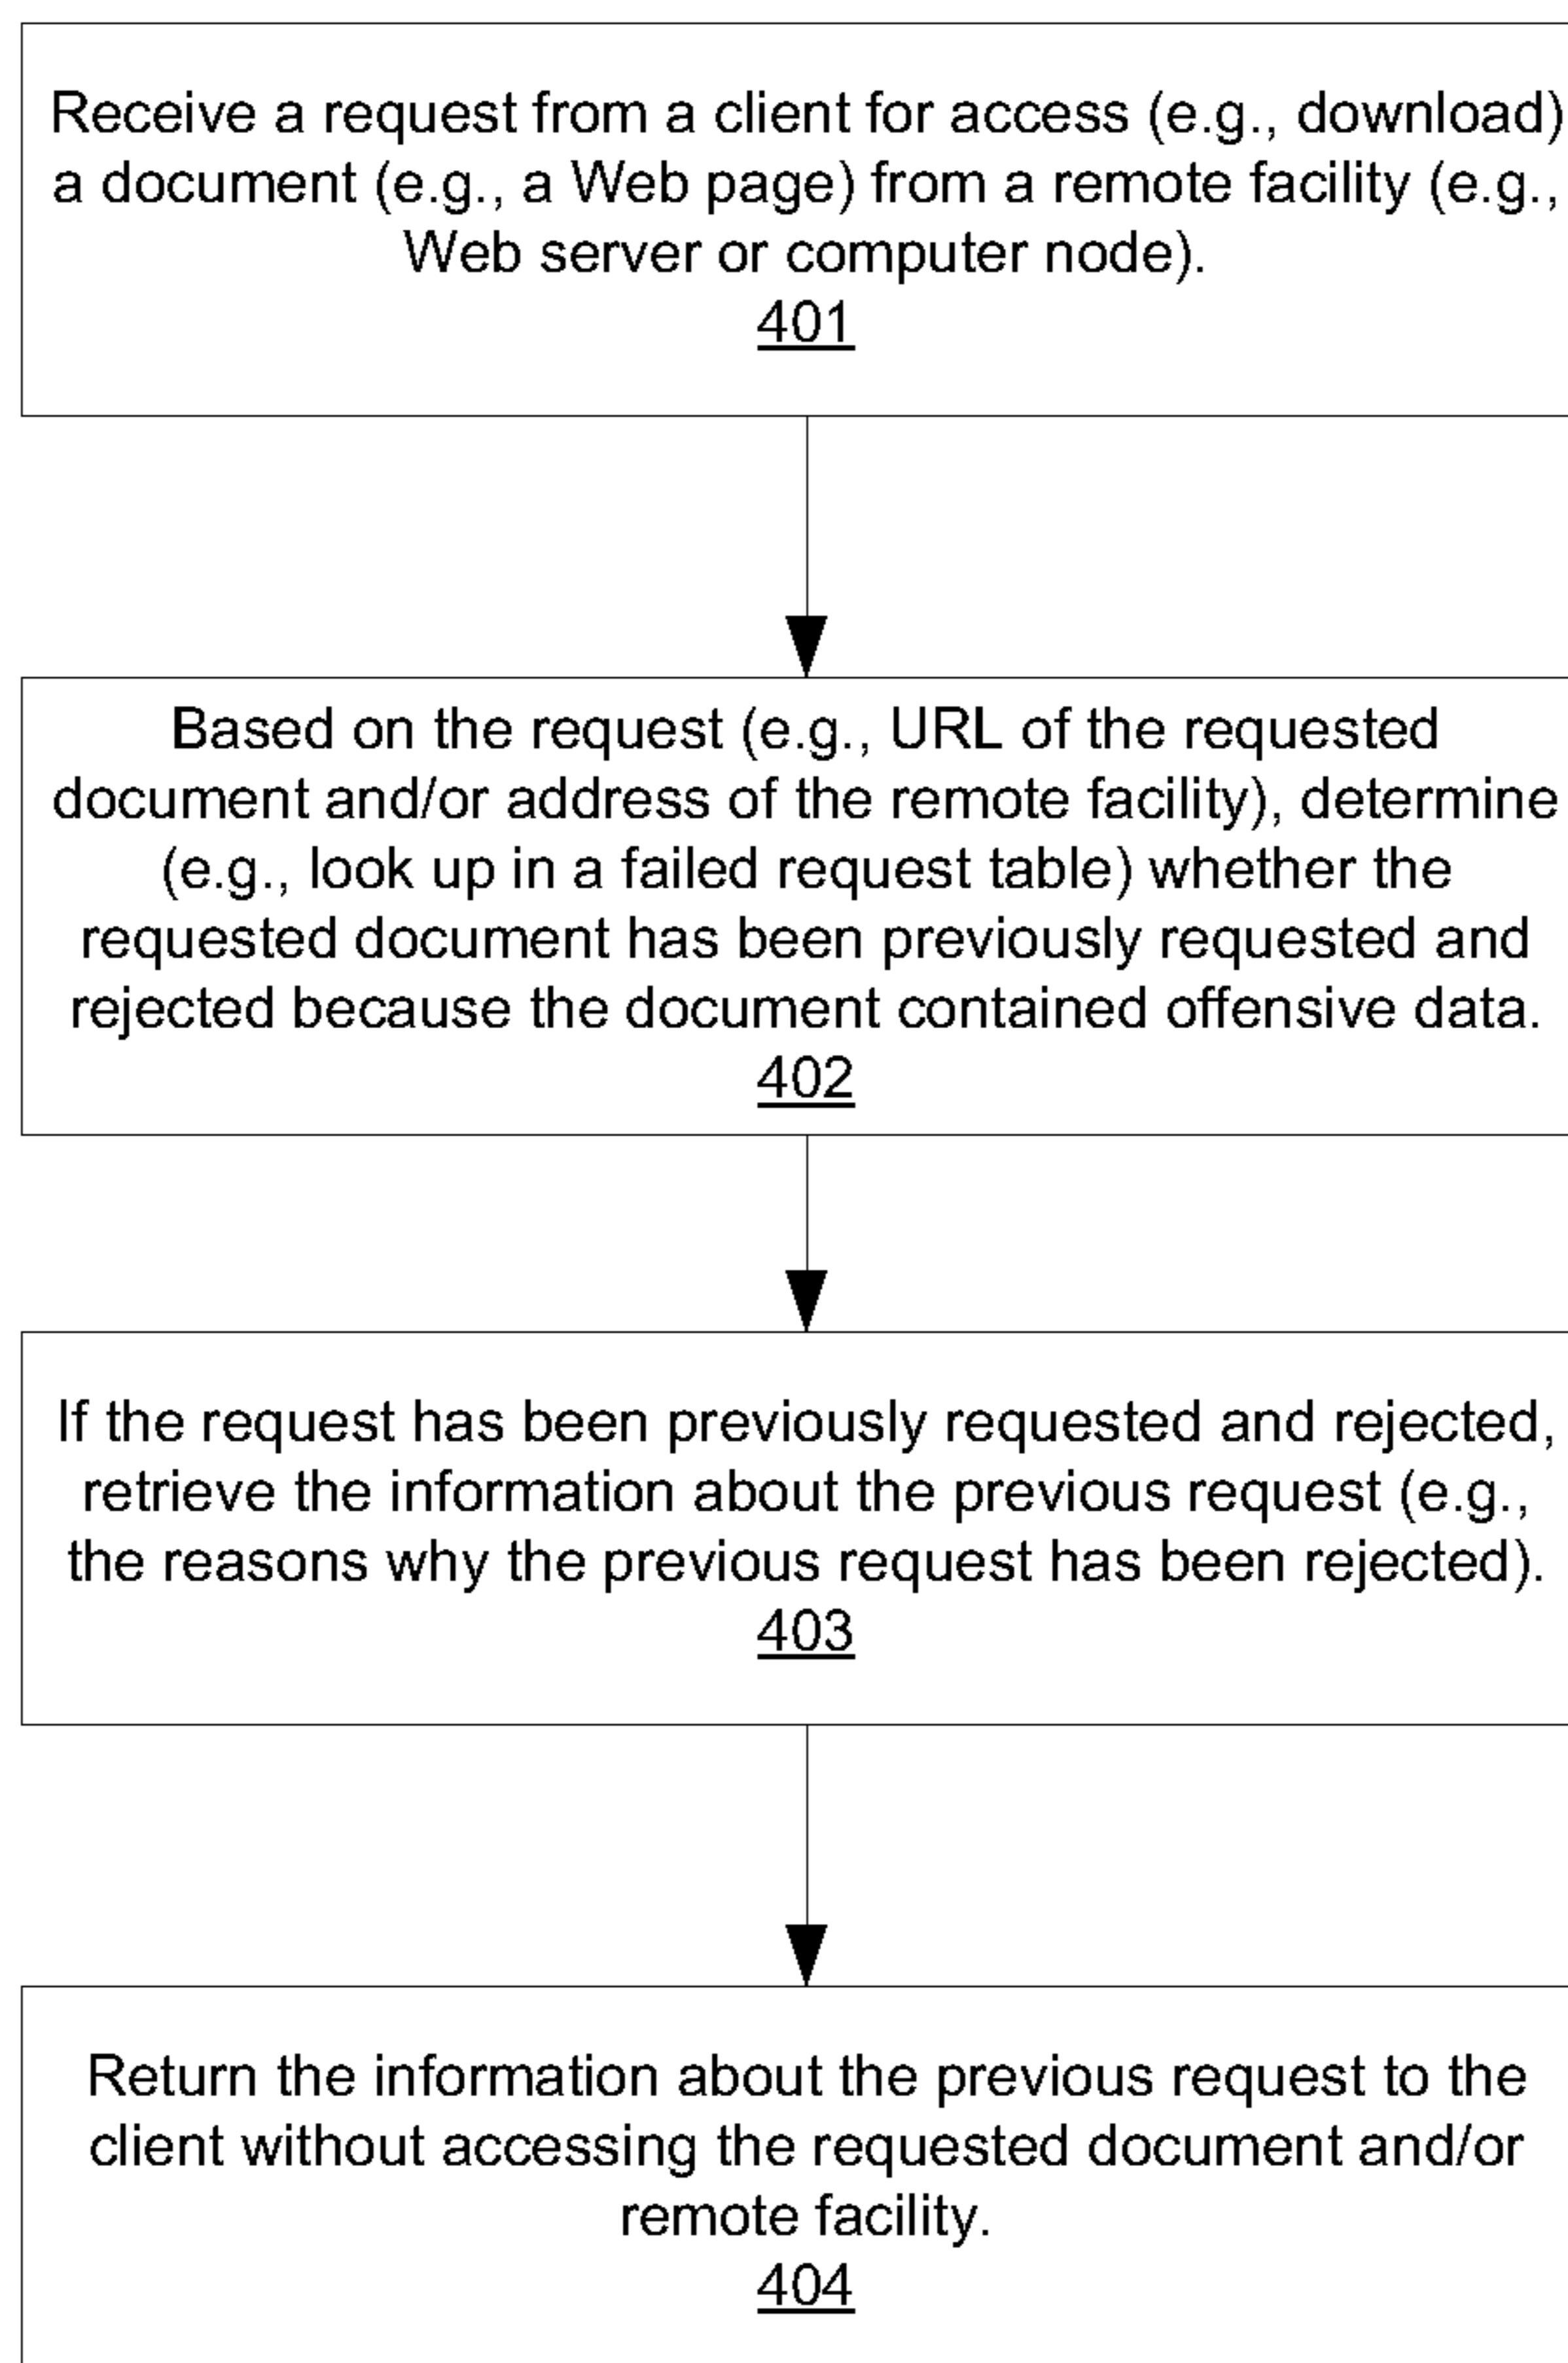 Receive a request from a client for access (e.g., download)
a document (e.g., a Web page) from a remote facility (e.g.,
Web server or computer node).
401
Based on the request (e.g., URL of the requested
document and/or address of the remote facility), determine
(e.g., look up in a failed request table) whether the
requested document has been previously requested and
rejected because the document contained offensive data.
402
If the request has been previously requested and rejected,
retrieve the information about the previous request (e.g.,
the reasons why the previous request has been rejected).
403
Return the information about the previous request to the
client without accessing the requested document and/or
remote facility.
404